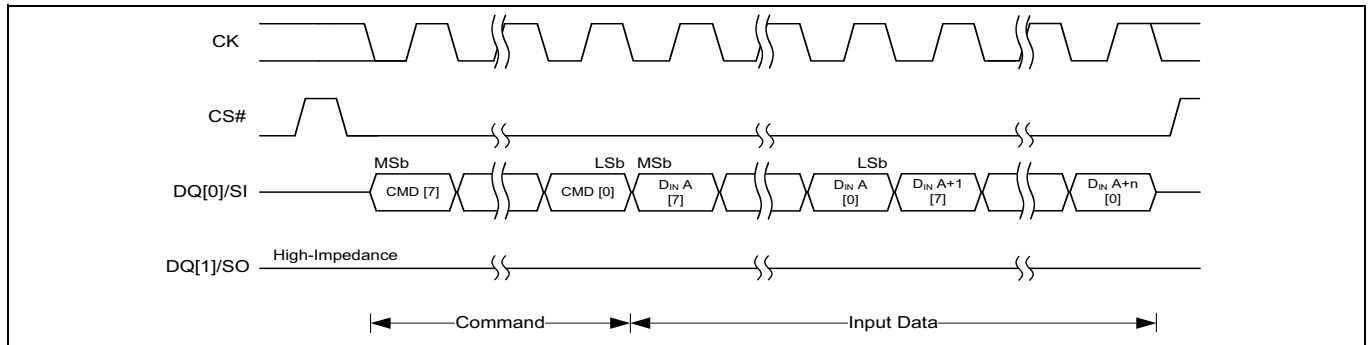 CK
CS#
MSb LSb MSb LSb
DQ[0]/SI CMD [7] CMD [0] DIN A [7] DIN A [0] DIN A+1 [7] DIN A+n [0]
High-Impedance
DQ[1]/SO
Command Input Data